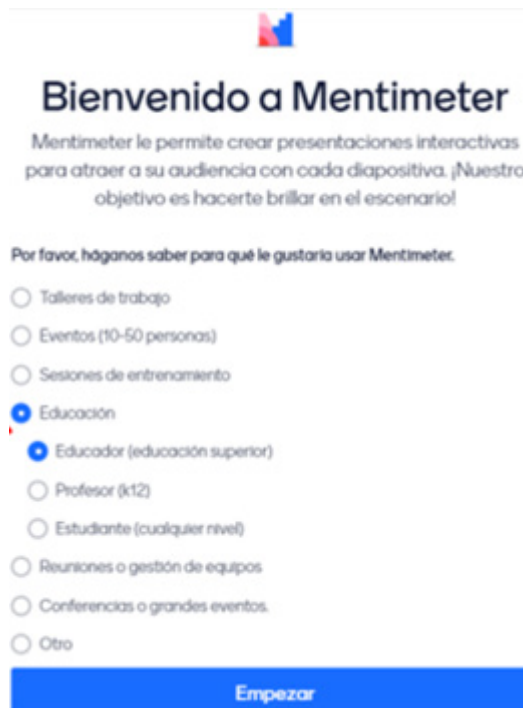 Bienvenido a Mentimeter
Mentimeter le permite crear presentaciones interactivas
para atraer a su audiencia con cada diapositiva. ¡Nuestro
objetivo es hacerte brillar en el escenario!
Por favor, háganos saber para qué le gustaría usar Mentimeter.
Talleres de trabajo
Eventos (10-50 personas)
Sesiones de entrenamiento
Educación
Educador (educación superior)
Profesor (k12)
Estudiante (cualquier nivel)
Reuniones o gestión de equipos
Conferencias o grandes eventos.
Otro
Empezar